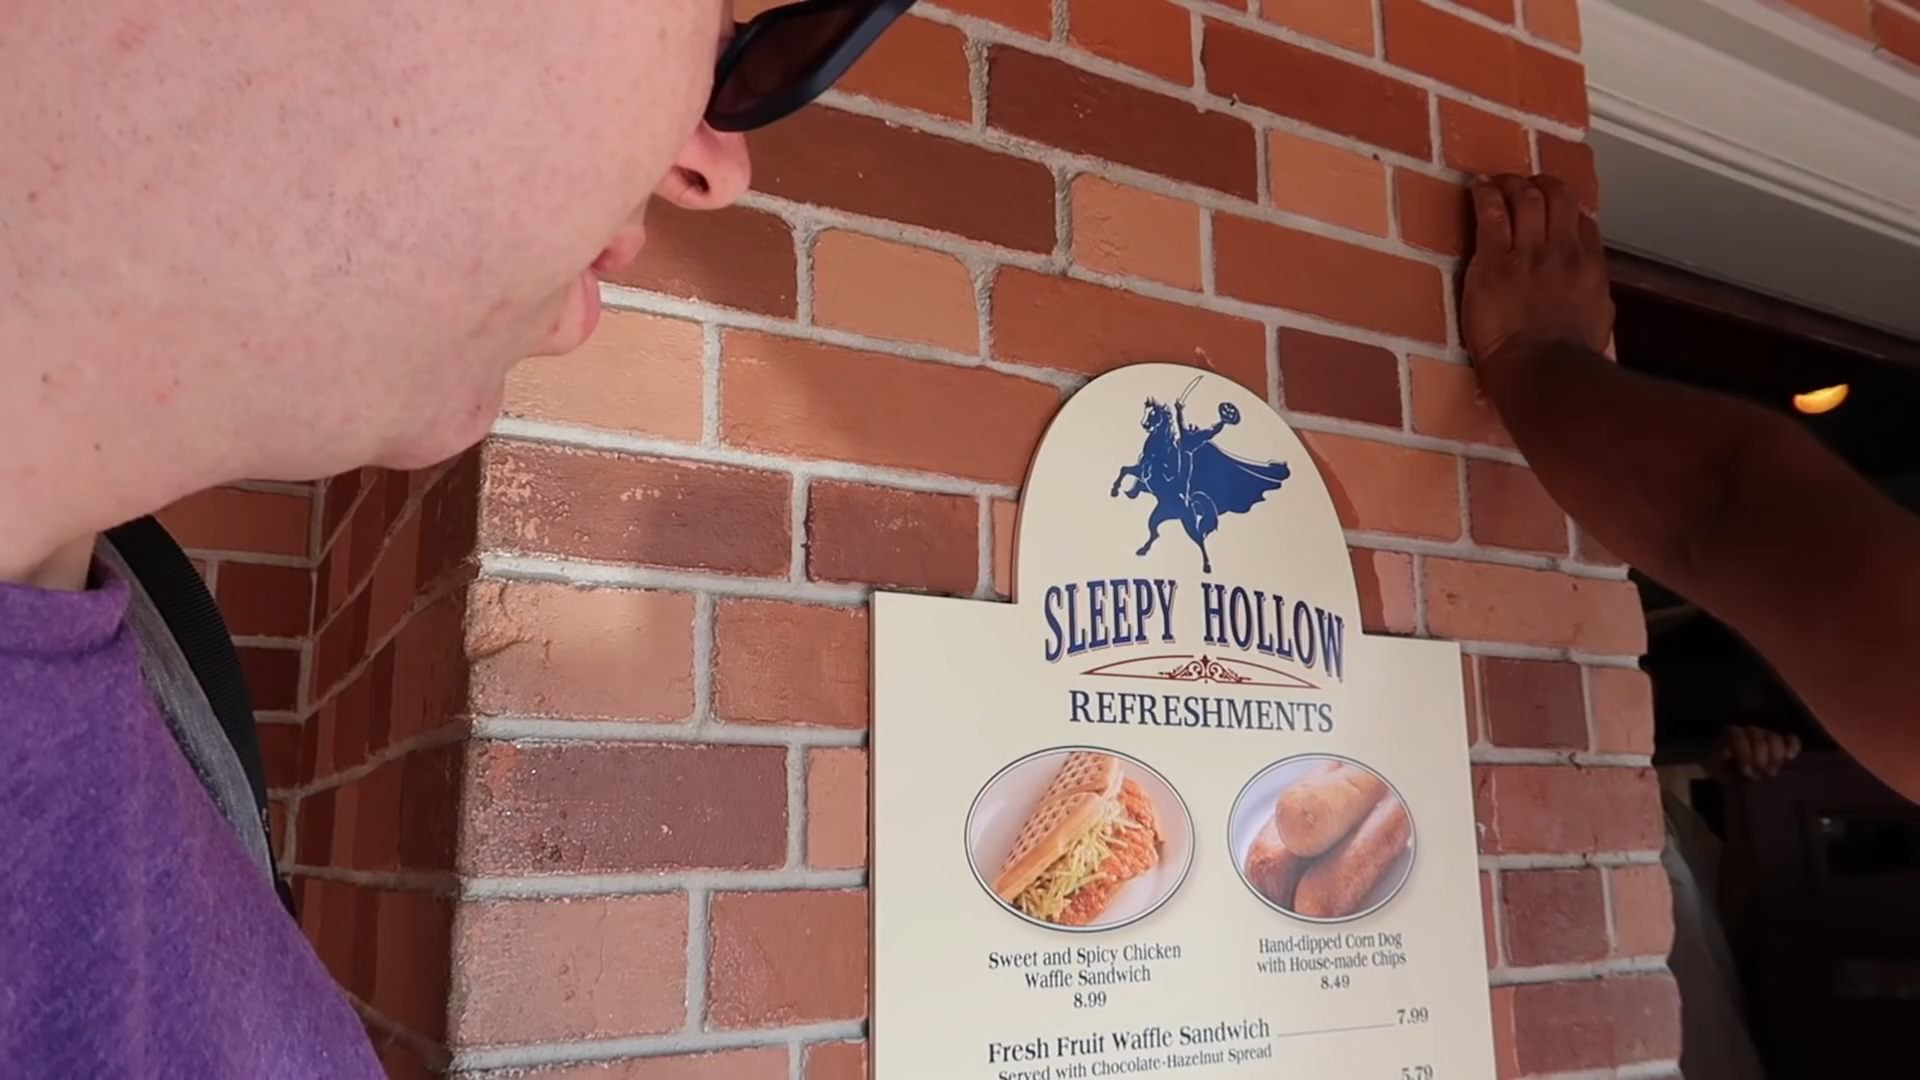 SLEEPY HOLLOW
REFRESHMENTS
Sweet and Spicy Chicken
Waffle Sandwich
8.99
Hand-dipped Corn Dog
with House-made Chips
8.49
Fresh Fruit Waffle Sandwich 7.99
Served with Chocolate-Hazelnut Spread
5.79